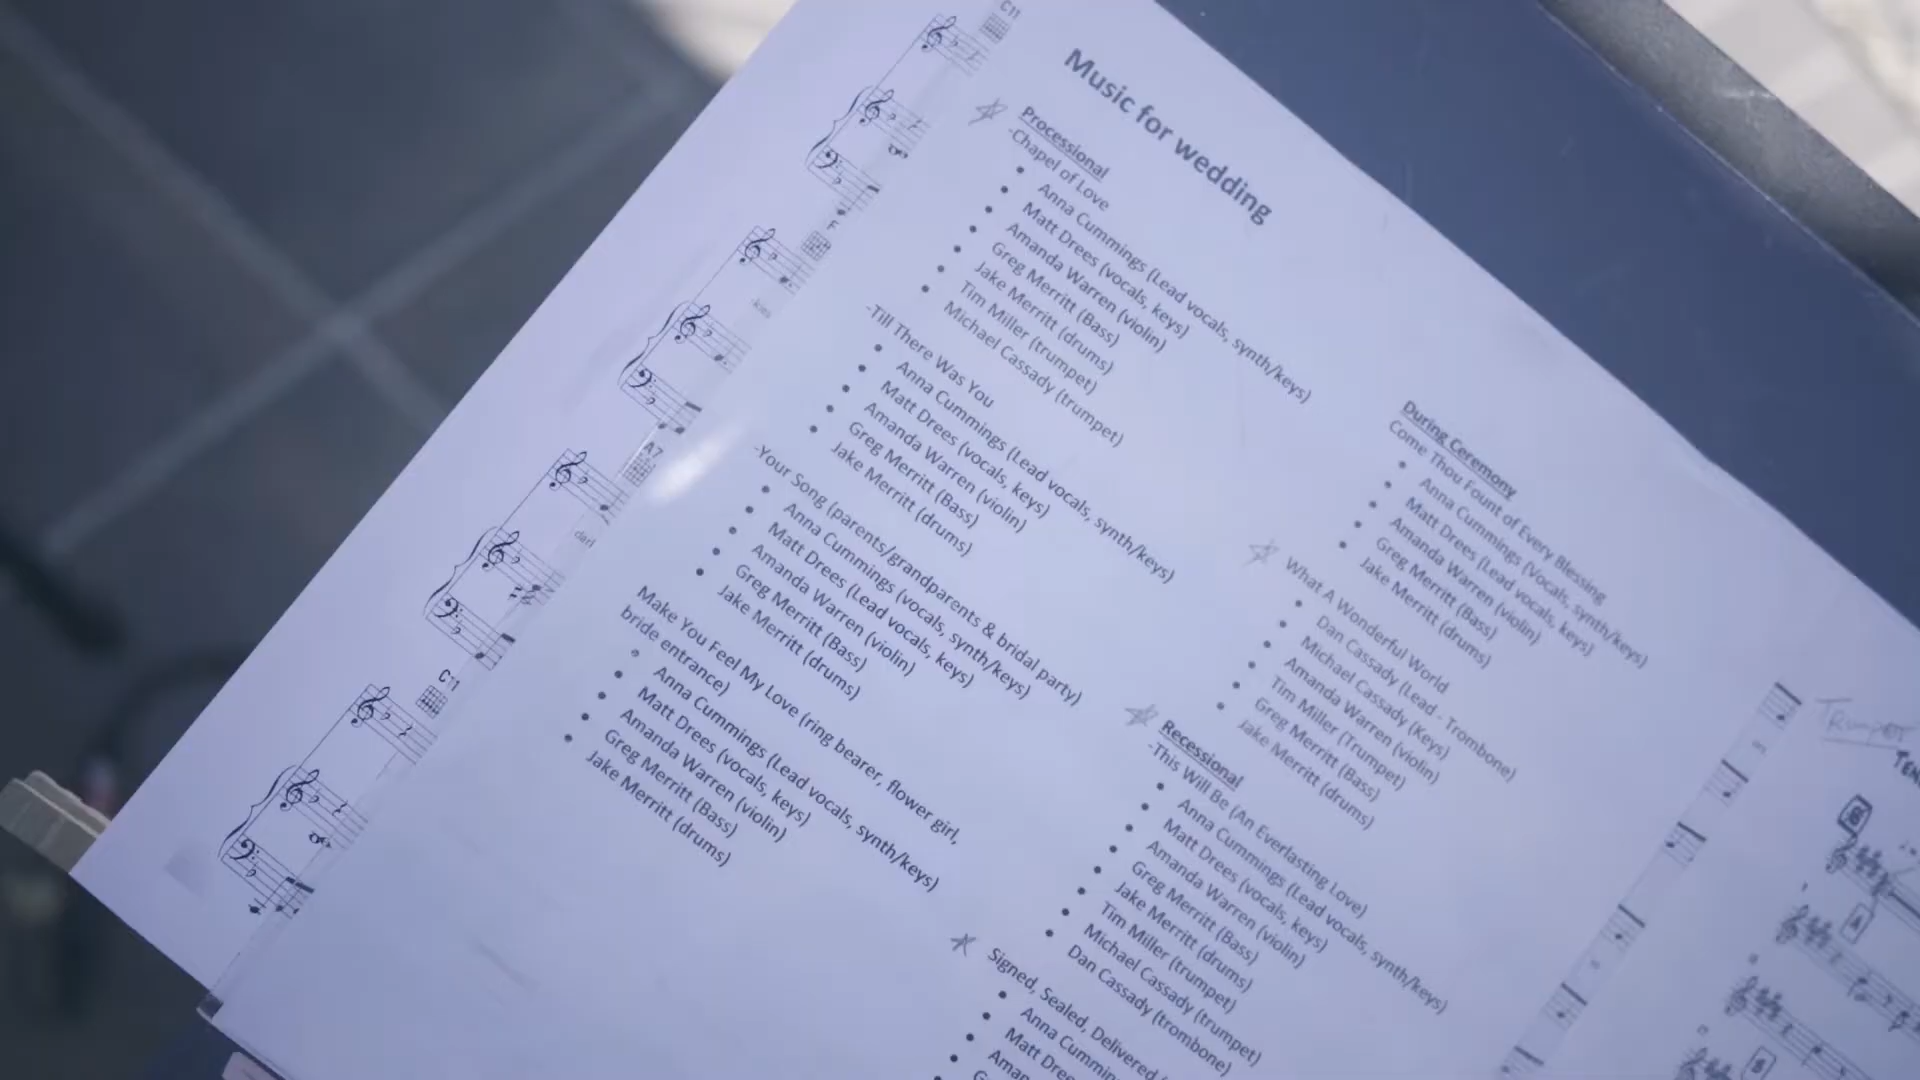 Music for wedding
Processional
-Chapel of Love
Anna Cummings (Lead vocals, synth/keys)
Matt Drees (vocals, keys)
Amanda Warren (violin)
Greg Merritt (Bass)
Jake Merritt (drums)
Tim Miller (trumpet)
Michael Cassady (trumpet)
-Till There Was You
Anna Cummings (Lead vocals, synth/keys)
Matt Drees (vocals, keys)
Amanda Warren (violin)
Greg Merritt (Bass)
Jake Merritt (drums)
-Your Song (parents/grandparents & bridal party)
Anna Cummings (vocals, synth/keys)
Matt Drees (Lead vocals, keys)
Amanda Warren (violin)
Greg Merritt (Bass)
Jake Merritt (drums)
Make You Feel My Love (ring bearer, flower girl,
bride entrance)
Anna Cummings (Lead vocals, synth/keys)
Matt Drees (vocals, keys)
Amanda Warren (violin)
Greg Merritt (Bass)
Jake Merritt (drums)
During Ceremony
Come Thou Fount of Every Blessing
Anna Cummings (Vocals, synth/keys)
Matt Drees (Lead vocals, keys)
Amanda Warren (violin)
Greg Merritt (Bass)
Jake Merritt (drums)
What A Wonderful World
Dan Cassady (Lead - Trombone)
Michael Cassady (Keys)
Amanda Warren (violin)
Tim Miller (Trumpet)
Greg Merritt (Bass)
Jake Merritt (drums)
Recessional
-This Will Be (An Everlasting Love)
Anna Cummings (Lead vocals, synth/keys)
Matt Drees (vocals, keys)
Amanda Warren (violin)
Greg Merritt (Bass)
Jake Merritt (drums)
Tim Miller (trumpet)
Michael Cassady (trumpet)
Dan Cassady (trombone)
Signed, Sealed, Delivered
Anna Cummin
Matt Dree
Aman
C11
F
A7
C11
Trumpet